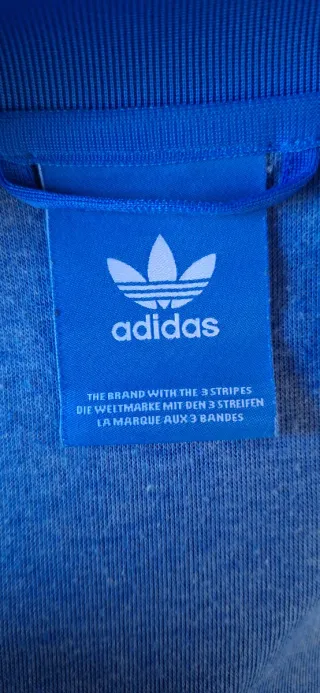 adidas
THE BRAND WITH THE 3 STRIPES
DIE WELTMARKE MIT DEN 3 STREIFEN
LA MARQUE AUX 3 BANDES